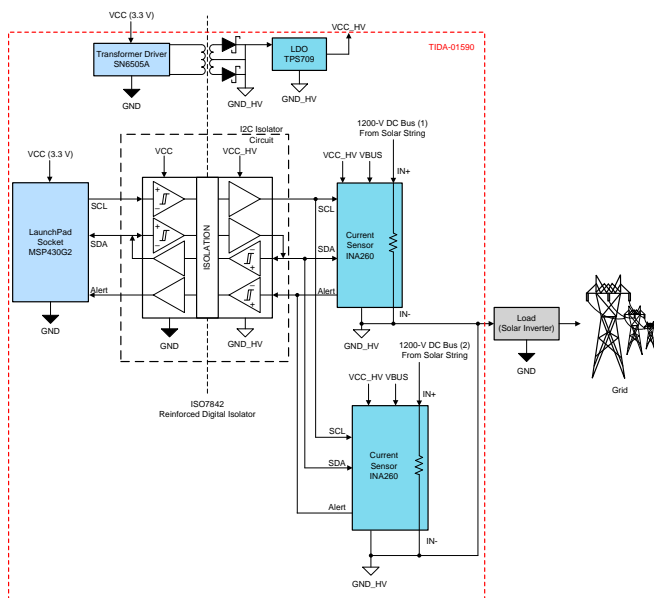 VCC (3.3 V)
VCC_HV
TIDA-01590
Transformer Driver
SN6505A
LDO
TPS709
GND
GND_HV
GND_HV
I2C Isolator
Circuit
1200-V DC Bus (1)
From Solar String
VCC (3.3 V)
VCC
VCC_HV
VCC_HV VBUS
IN+
LaunchPad
Socket
MSP430G2
SCL
SDA
Alert
ISOLATION
SCL
SDA
Alert
Current
Sensor
INA260
IN-
GND
GND
GND_HV
GND_HV
Load
(Solar Inverter)
GND
Grid
1200-V DC Bus (2)
From Solar String
VCC_HV VBUS
IN+
ISO7842
Reinforced Digital Isolator
SCL
SDA
Alert
Current
Sensor
INA260
IN-
GND_HV